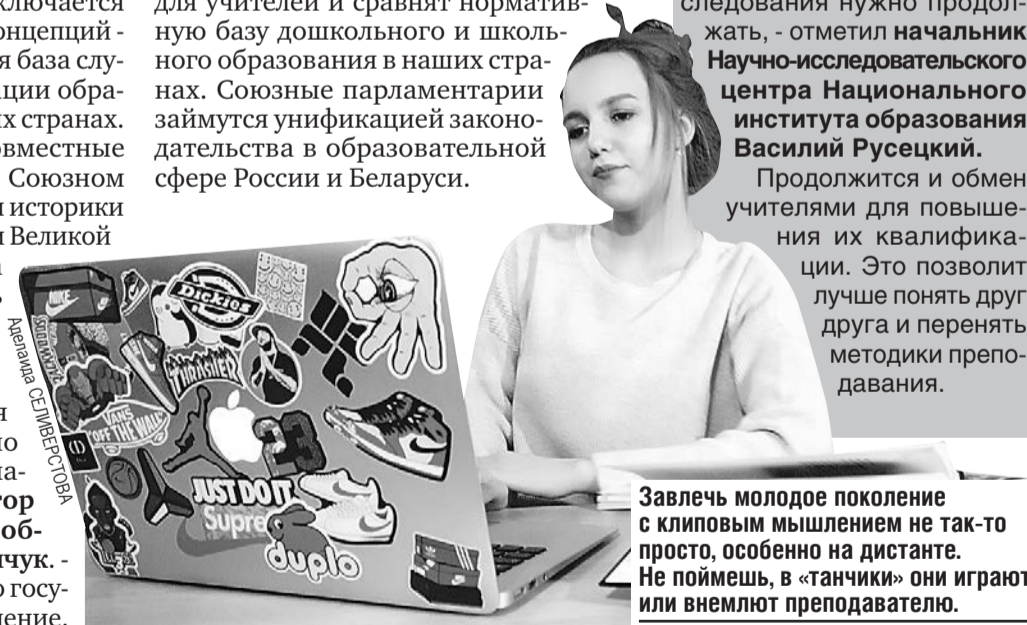 ключается
онцепций -
я база слу-
ции обра-
х странах.
овместные
Союзном
и историки
и Великой
я
о
на-
тор
об-
чук. -
о госу-
чение.
для учителей и сравнят норматив-
ную базу дошкольного и школь-
ного образования в наших стра-
нах. Союзные парламентарии
займутся унификацией законо-
дательства в образовательной
сфере России и Беларуси.
следования нужно продол-
жать, - отметил начальник
Научно-исследовательского
центра Национального
института образования
Василий Русецкий.
Продолжится и обмен
учителями для повыше-
ния их квалифика-
ции. Это позволит
лучше понять друг
друга и перенять
методики препо-
давания.
Аделаида СЕЛИВЕРСТОВА
NIKE
Dickies
THRASHER
VANS
"OFF THE WALL"
23
JUST DO IT.
Supre
duplo
Завлечь молодое поколение
с клиповым мышлением не так-то
просто, особенно на дистанте.
Не поймешь, в «танчики» они играют
или внемлют преподавателю.